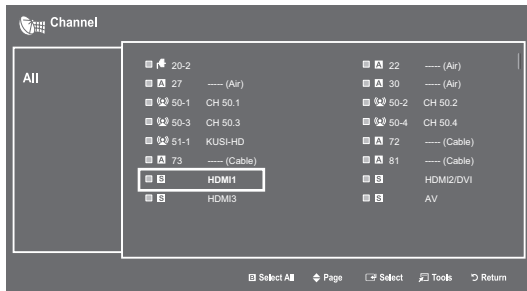 Channel
All
20-2
A 22 ----- (Air)
A 27 ----- (Air)
A 30 ----- (Air)
50-1 CH 50.1
50-2 CH 50.2
50-3 CH 50.3
50-4 CH 50.4
51-1 KUSI-HD
A 72 ----- (Cable)
A 73 ----- (Cable)
A 81 ----- (Cable)
S HDMI1
S HDMI2/DVI
S HDMI3
S AV
Select All Page Select Tools Return